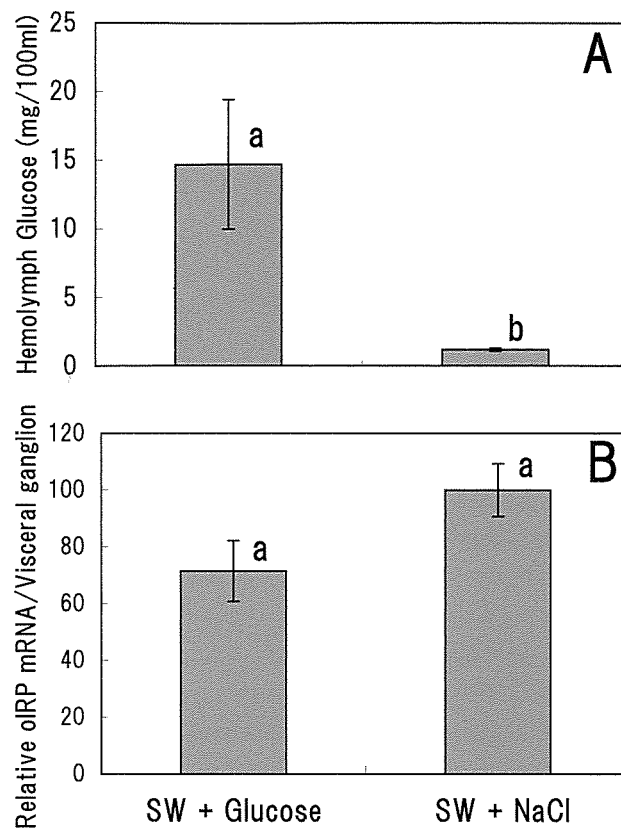 A
Hemolymph Glucose (mg/100ml)
25
20
15
10
5
0
a
b
B
Relative oIRP mRNA/Visceral ganglion
120
100
80
60
40
20
0
a
a
SW + Glucose
SW + NaCl